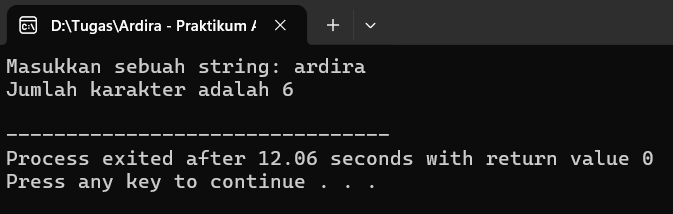 D:\Tugas\Ardira - Praktikum A
Masukkan sebuah string: ardira
Jumlah karakter adalah 6
--------------------------------
Process exited after 12.06 seconds with return value 0
Press any key to continue . . .